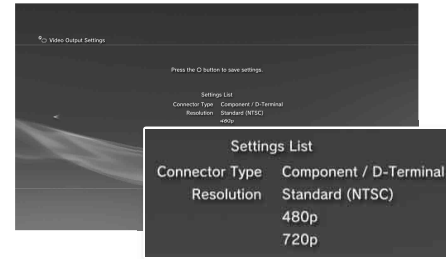 Video Output Settings
Press the O button to save settings.
Settings List
Connector Type Component / D-Terminal
Resolution Standard (NTSC)
480p
Settings List
Connector Type Component / D-Terminal
Resolution Standard (NTSC)
480p
720p